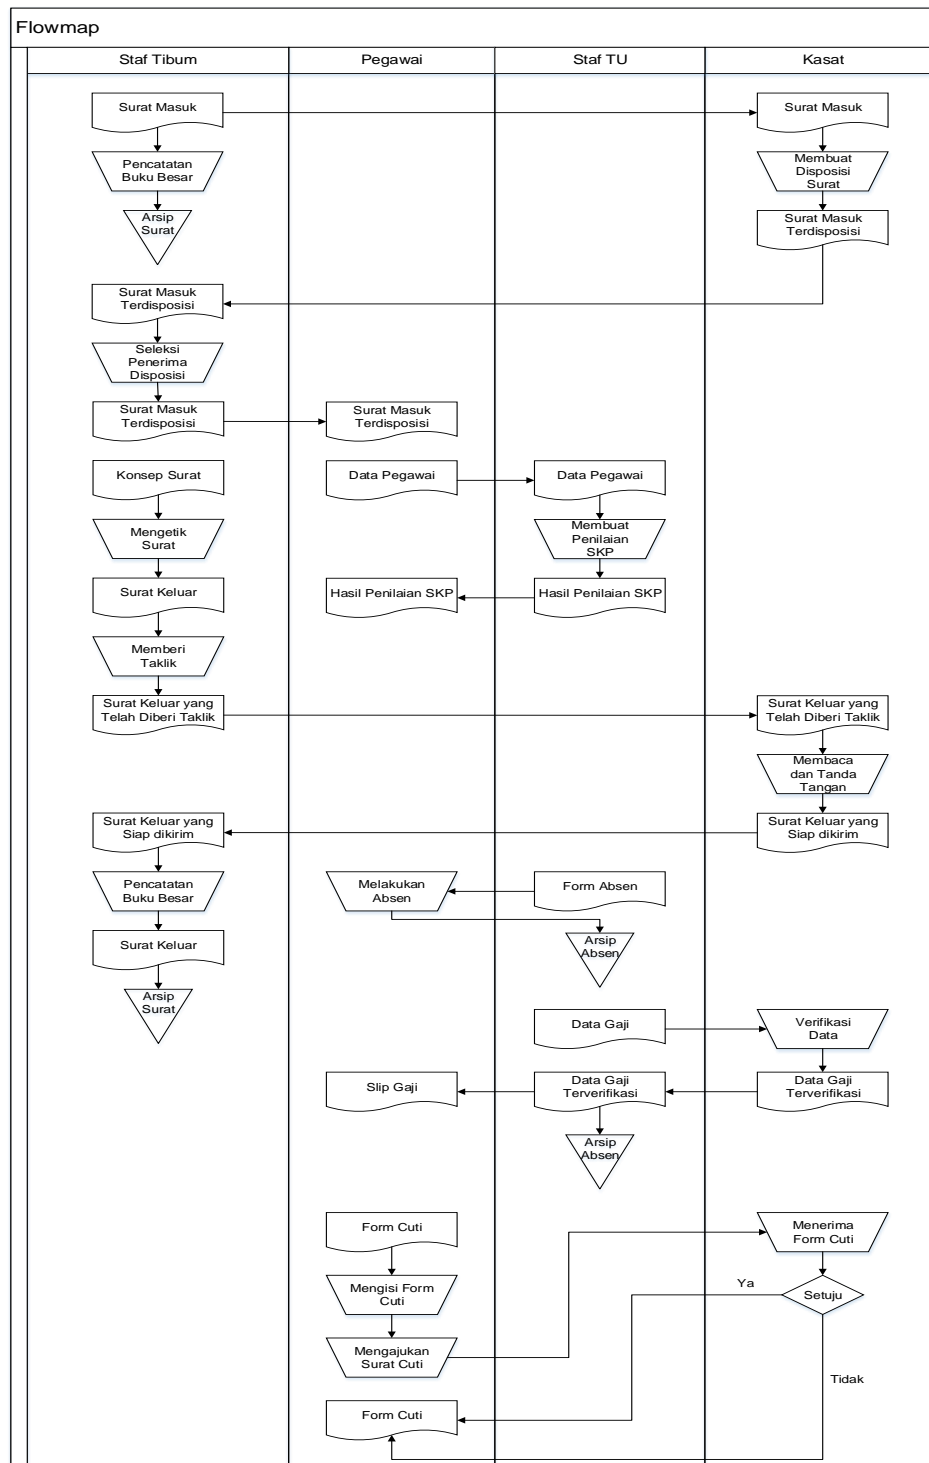 Flowmap
Staf Tibum
Pegawai
Staf TU
Kasat
Surat Masuk
Surat Masuk
Pencatatan
Buku Besar
Membuat
Disposisi
Surat
Arsip
Surat
Surat Masuk
Terdisposisi
Surat Masuk
Terdisposisi
Seleksi
Penerima
Disposisi
Surat Masuk
Terdisposisi
Surat Masuk
Terdisposisi
Konsep Surat
Data Pegawai
Data Pegawai
Mengetik
Surat
Membuat
Penilaian
SKP
Surat Keluar
Hasil Penilaian SKP
Hasil Penilaian SKP
Memberi
Taklik
Surat Keluar yang
Telah Diberi Taklik
Surat Keluar yang
Telah Diberi Taklik
Membaca
dan Tanda
Tangan
Surat Keluar yang
Siap dikirim
Surat Keluar yang
Siap dikirim
Pencatatan
Buku Besar
Melakukan
Absen
Form Absen
Surat Keluar
Arsip
Absen
Arsip
Surat
Data Gaji
Verifikasi
Data
Slip Gaji
Data Gaji
Terverifikasi
Data Gaji
Terverifikasi
Arsip
Absen
Form Cuti
Menerima
Form Cuti
Mengisi Form
Cuti
Ya
Setuju
Mengajukan
Surat Cuti
Tidak
Form Cuti